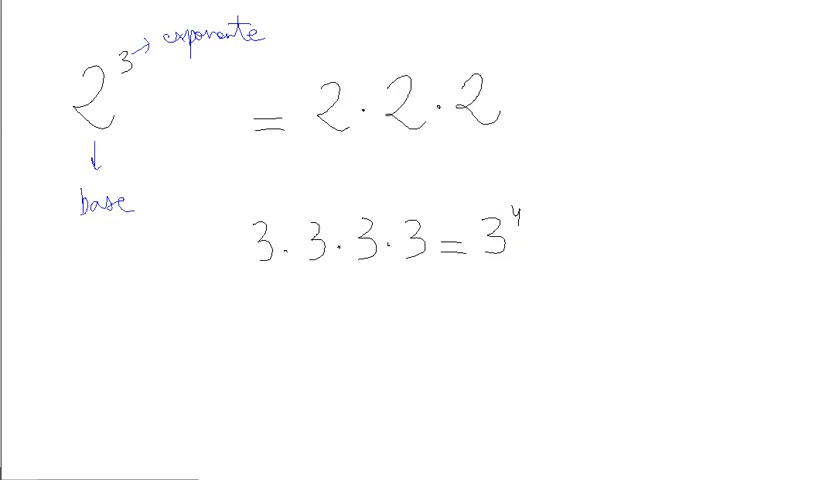 2³ → exponente
= 2 · 2 · 2
↓
base
3 · 3 · 3 · 3 = 3⁴